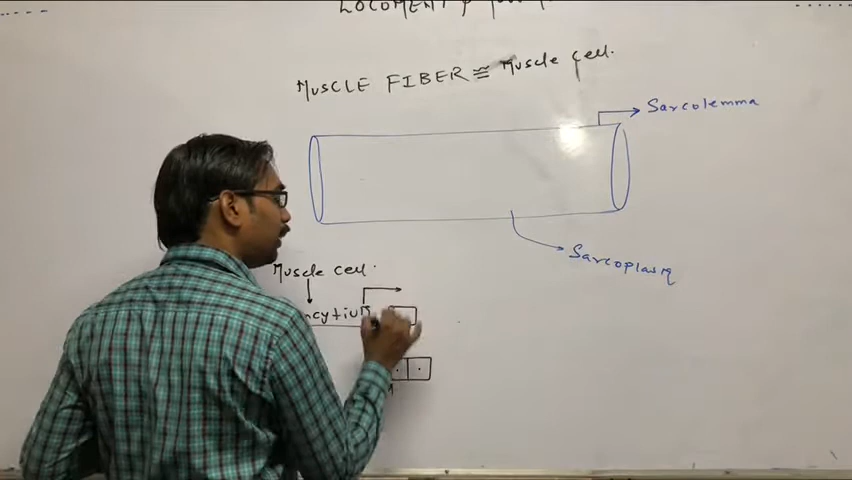 LOCOMENT
MUSCLE FIBER ≅ Muscle cell.
Sarcolemma
Sarcoplasm
Muscle cell.
ncytium